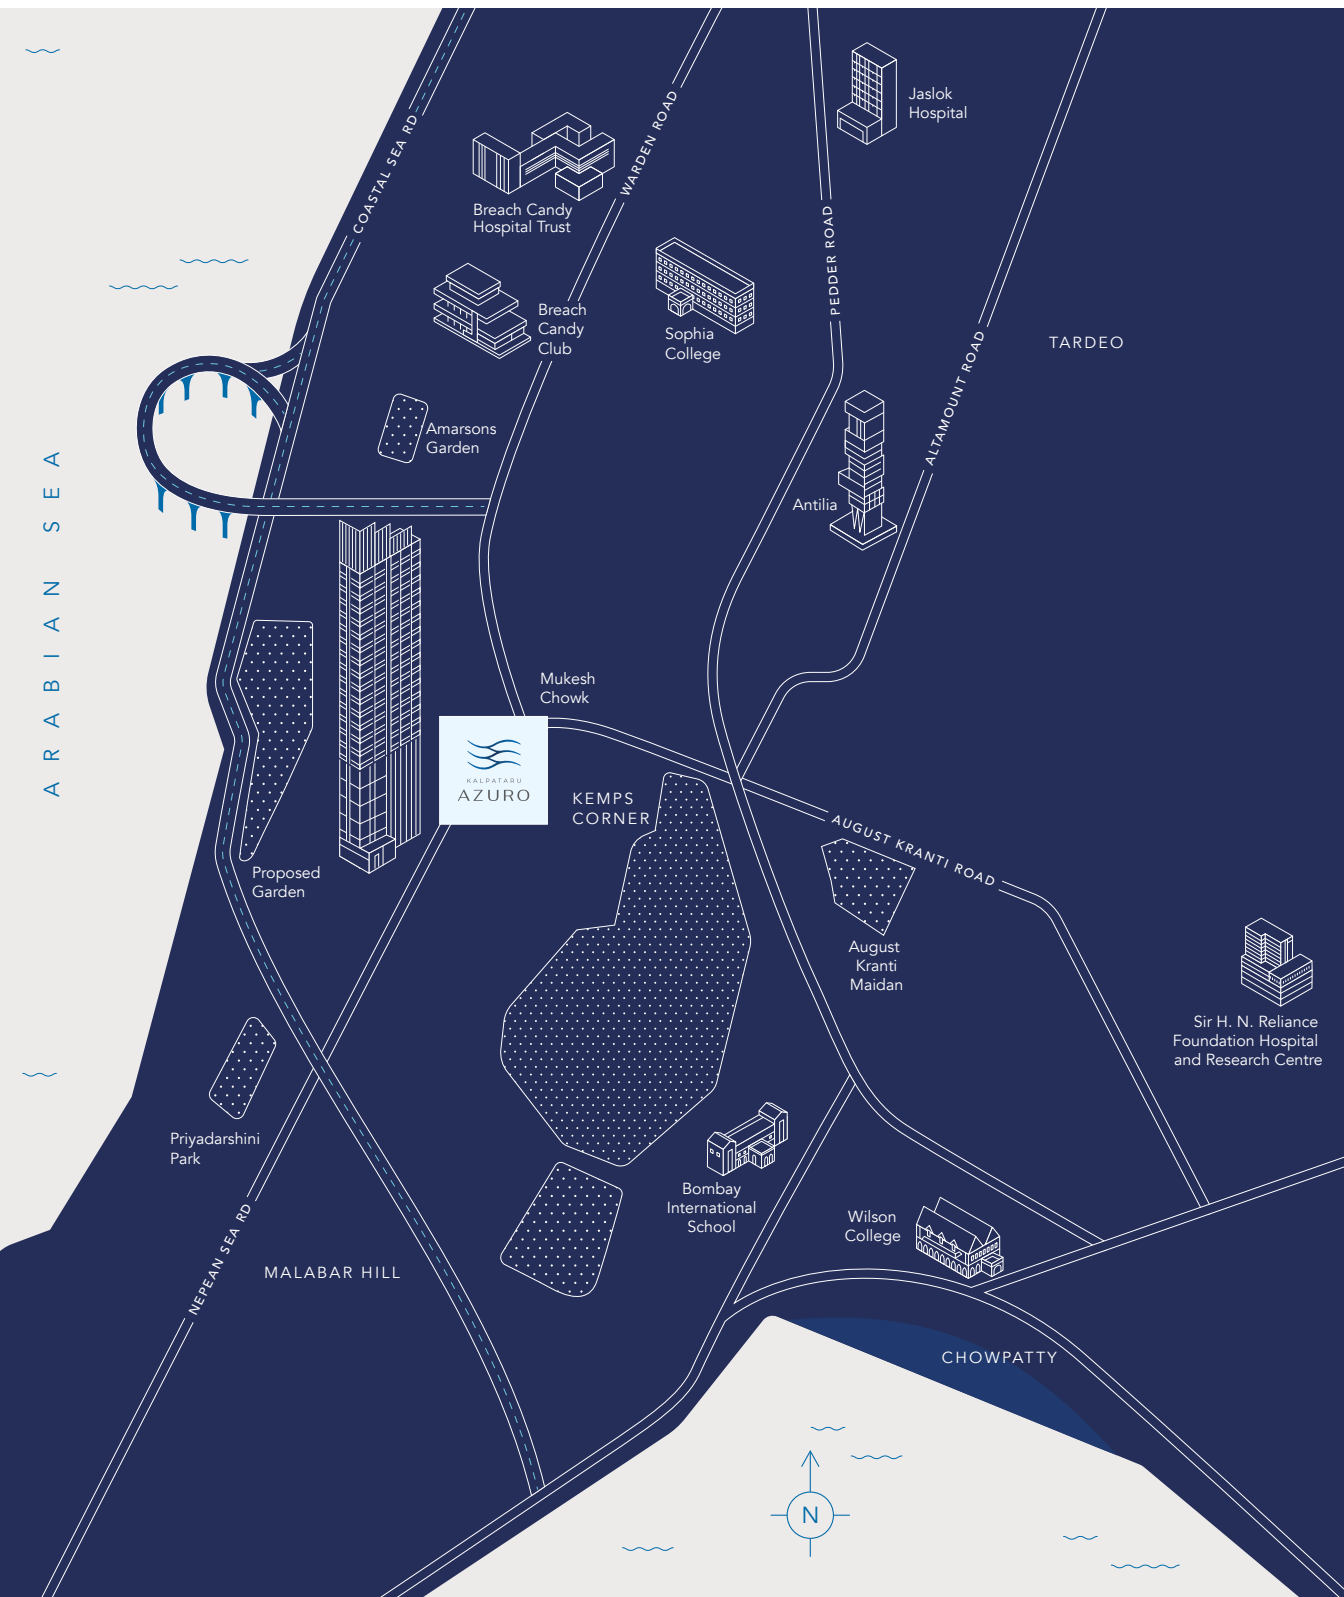 Jaslok
Hospital
COASTAL SEA RD
WARDEN ROAD
Breach Candy
Hospital Trust
PEDDER ROAD
Breach
Candy
Club
Sophia
College
TARDEO
ALTAMOUNT ROAD
Amarsons
Garden
ARABIAN SEA
Antilia
Mukesh
Chowk
KALPATARU
AZURO
KEMPS
CORNER
AUGUST KRANTI ROAD
Proposed
Garden
August
Kranti
Maidan
Sir H. N. Reliance
Foundation Hospital
and Research Centre
Priyadarshini
Park
Bombay
International
School
Wilson
College
NEPEAN SEA RD
MALABAR HILL
CHOWPATTY
N